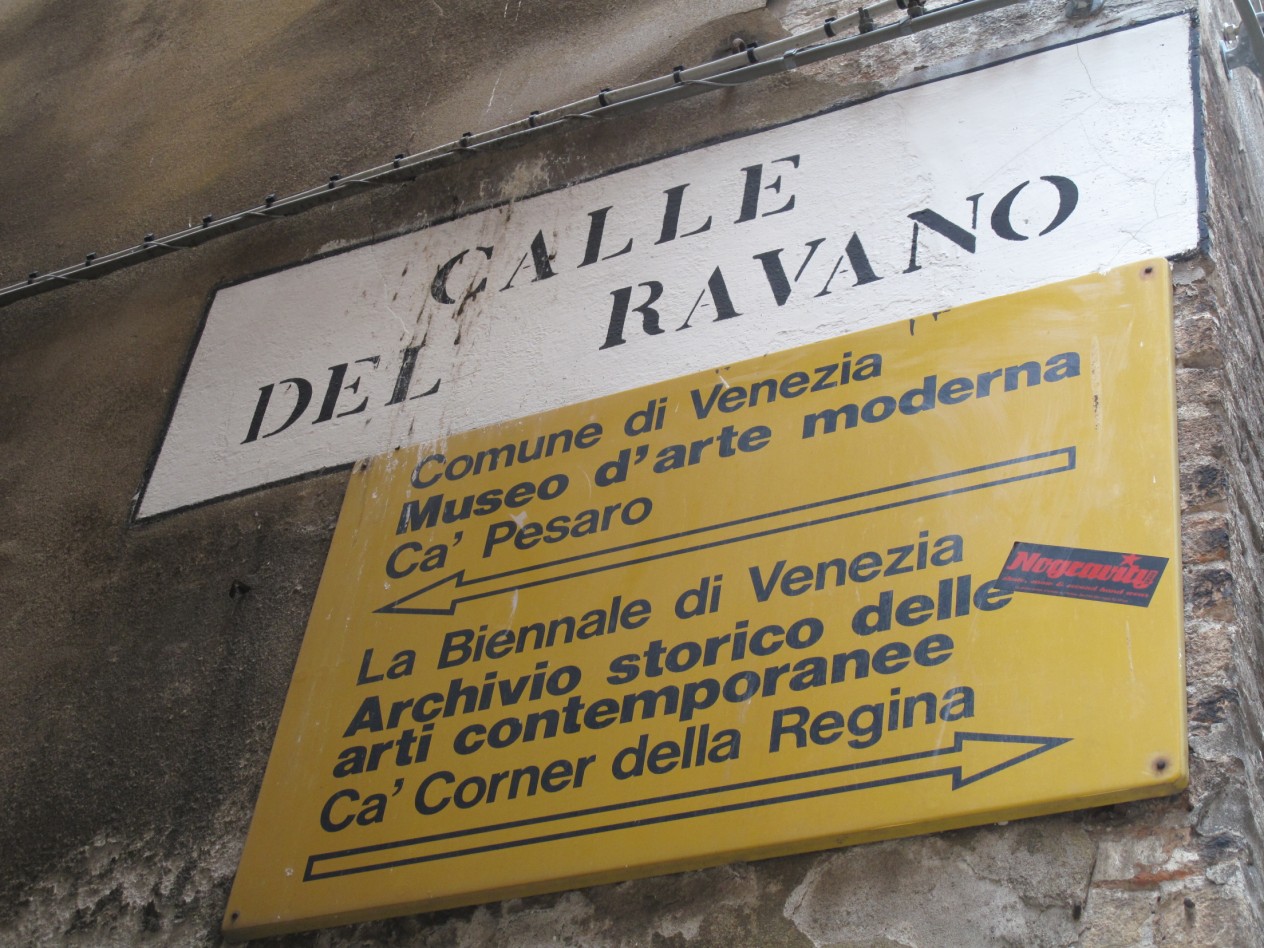 CALLE
DEL RAVANO
Comune di Venezia
Museo d'arte moderna
Ca' Pesaro
La Biennale di Venezia
Archivio storico delle
arti contemporanee
Ca' Corner della Regina
Nogravity